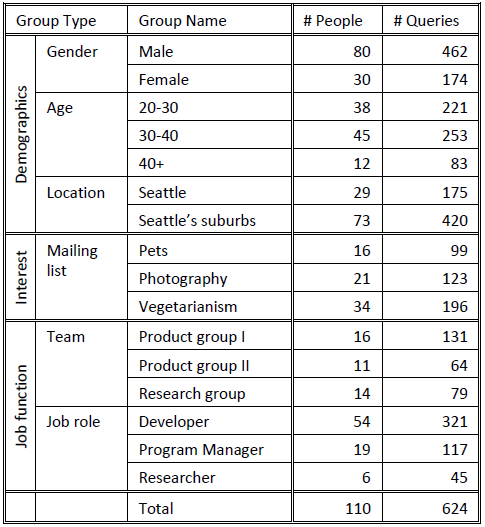 Group Type Group Name # People # Queries
Demographics
Gender Male 80 462
Female 30 174
Age 20-30 38 221
30-40 45 253
40+ 12 83
Location Seattle 29 175
Seattle's suburbs 73 420
Interest
Mailing list Pets 16 99
Photography 21 123
Vegetarianism 34 196
Job function
Team Product group I 16 131
Product group II 11 64
Research group 14 79
Job role Developer 54 321
Program Manager 19 117
Researcher 6 45
Total 110 624